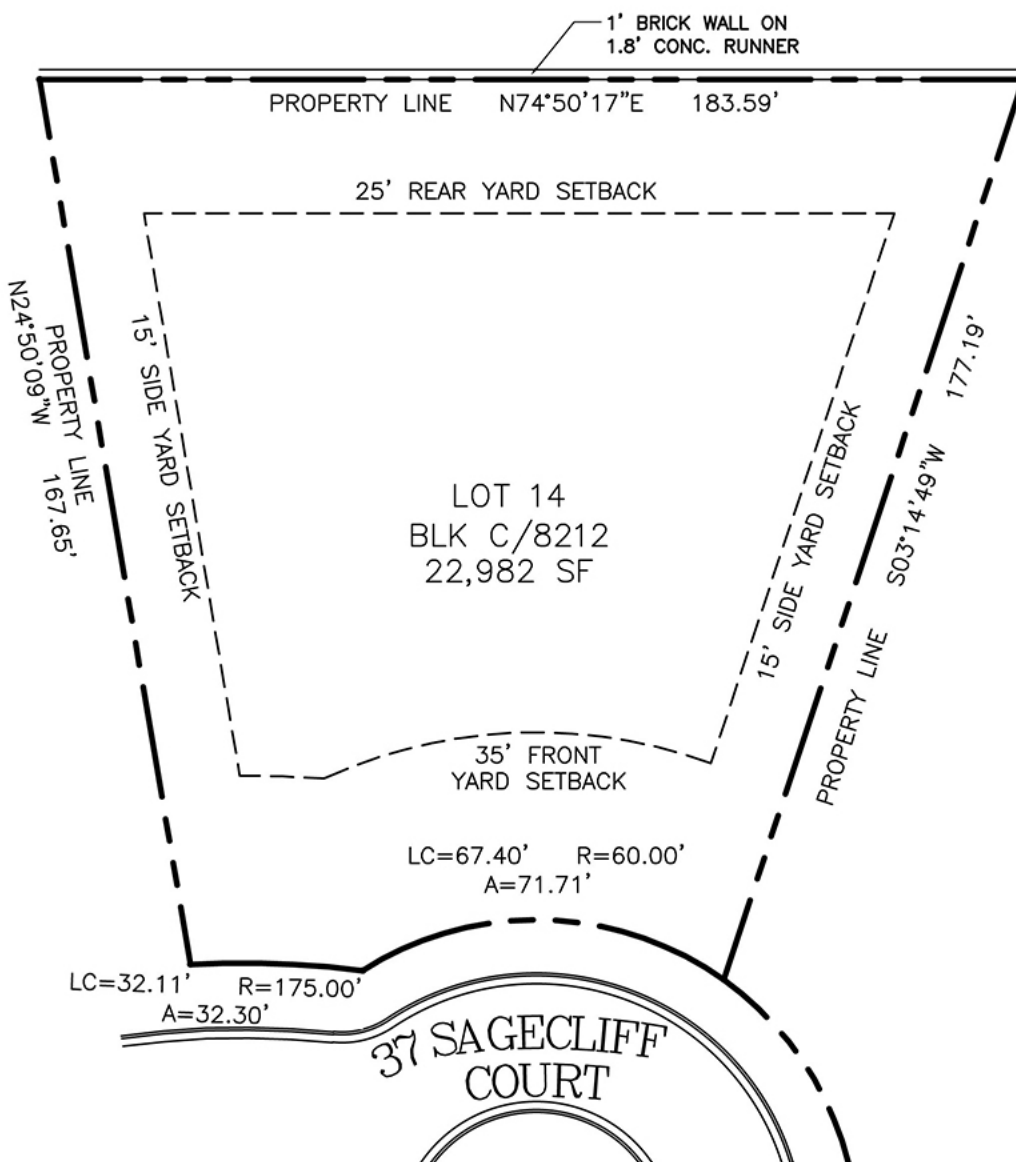 1' BRICK WALL ON
1.8' CONC. RUNNER
PROPERTY LINE N74°50'17"E 183.59'
25' REAR YARD SETBACK
PROPERTY LINE
N24°50'09"W 167.65'
15' SIDE YARD SETBACK
LOT 14
BLK C/8212
22,982 SF
15' SIDE YARD SETBACK
PROPERTY LINE S03°14'49"W 177.19'
35' FRONT
YARD SETBACK
LC=67.40' R=60.00'
A=71.71'
LC=32.11' R=175.00'
A=32.30'
37 SAGECLIFF
COURT